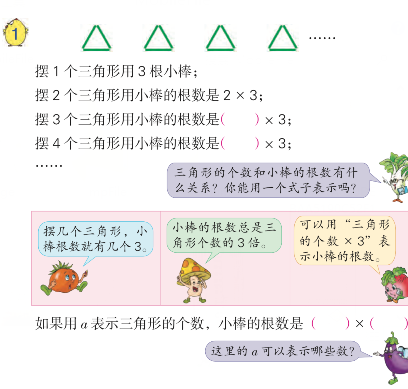 1
……
摆1个三角形用3根小棒；
摆2个三角形用小棒的根数是2×3；
摆3个三角形用小棒的根数是(　　)×3；
摆4个三角形用小棒的根数是(　　)×3；
……
三角形的个数和小棒的根数有什
么关系？你能用一个式子表示吗？
摆几个三角形，小
棒根数就有几个3。
小棒的根数总是三
角形个数的3倍。
可以用“三角形
的个数×3”表
示小棒的根数。
如果用a表示三角形的个数，小棒的根数是(　　)×(　　)
这里的a可以表示哪些数？